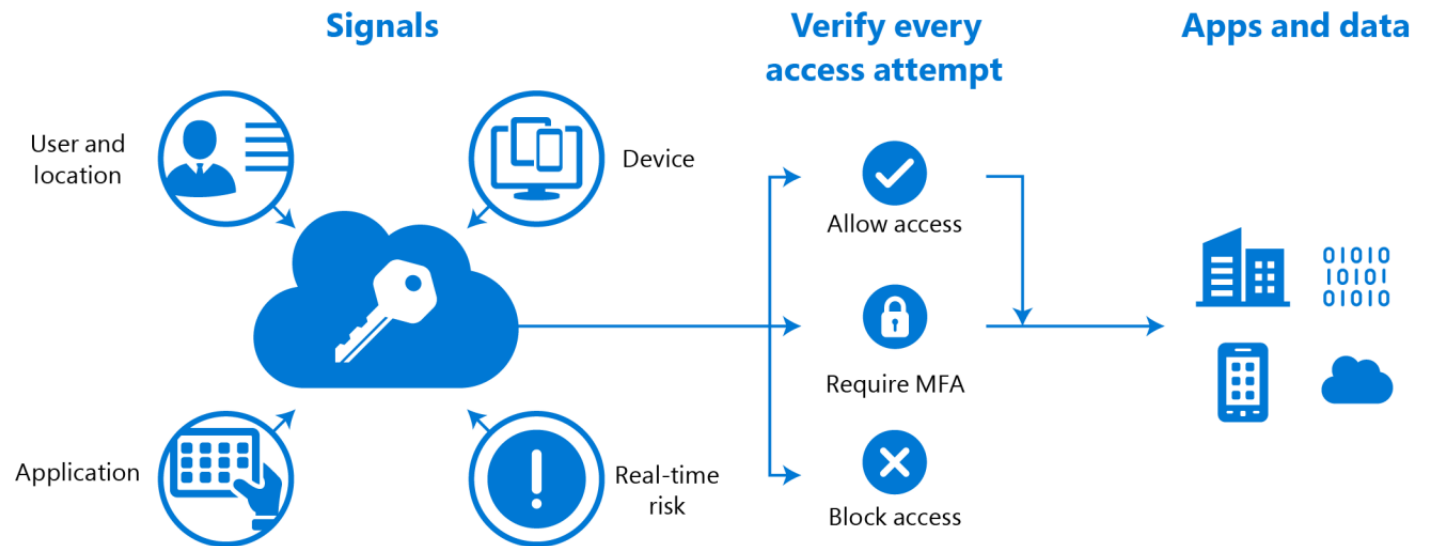 Signals
Verify every
access attempt
Apps and data
User and
location
Device
Allow access
01010
10101
01010
Require MFA
Application
Real-time
risk
Block access